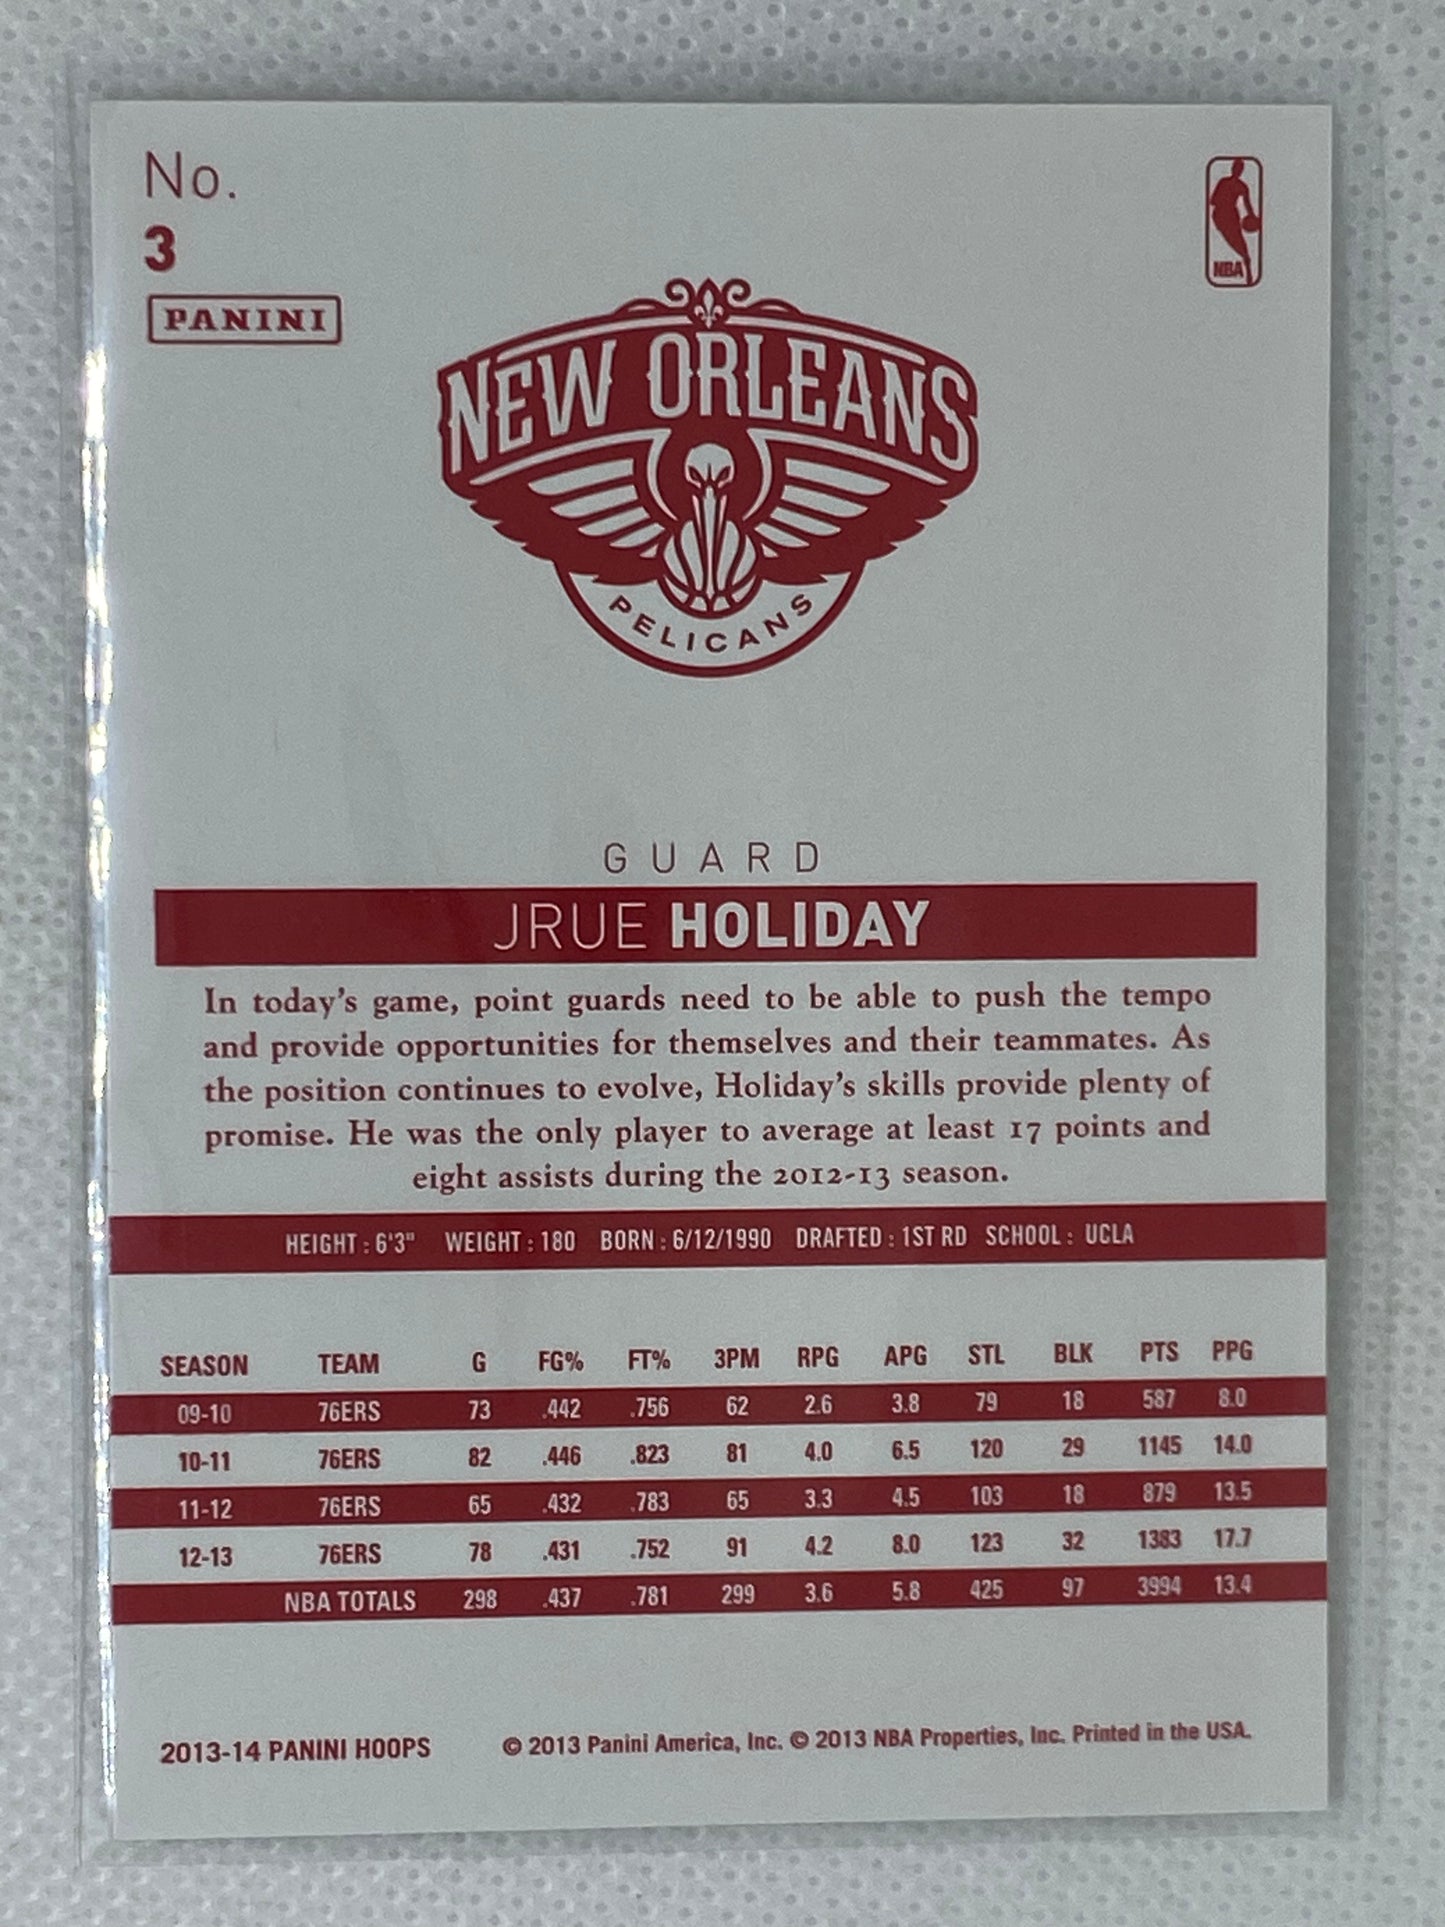 No.
3
PANINI
NBA
NEW ORLEANS
PELICANS
GUARD
JRUE HOLIDAY
In today's game, point guards need to be able to push the tempo
and provide opportunities for themselves and their teammates. As
the position continues to evolve, Holiday's skills provide plenty of
promise. He was the only player to average at least 17 points and
eight assists during the 2012-13 season.
HEIGHT : 6'3" WEIGHT : 180 BORN : 6/12/1990 DRAFTED : 1ST RD SCHOOL : UCLA
SEASON TEAM G FG% FT% 3PM RPG APG STL BLK PTS PPG
09-10 76ERS 73 .442 .756 62 2.6 3.8 79 18 587 8.0
10-11 76ERS 82 .446 .823 81 4.0 6.5 120 29 1145 14.0
11-12 76ERS 65 .432 .783 65 3.3 4.5 103 18 879 13.5
12-13 76ERS 78 .431 .752 91 4.2 8.0 123 32 1383 17.7
NBA TOTALS 298 .437 .781 299 3.6 5.8 425 97 3994 13.4
2013-14 PANINI HOOPS © 2013 Panini America, Inc. © 2013 NBA Properties, Inc. Printed in the USA.